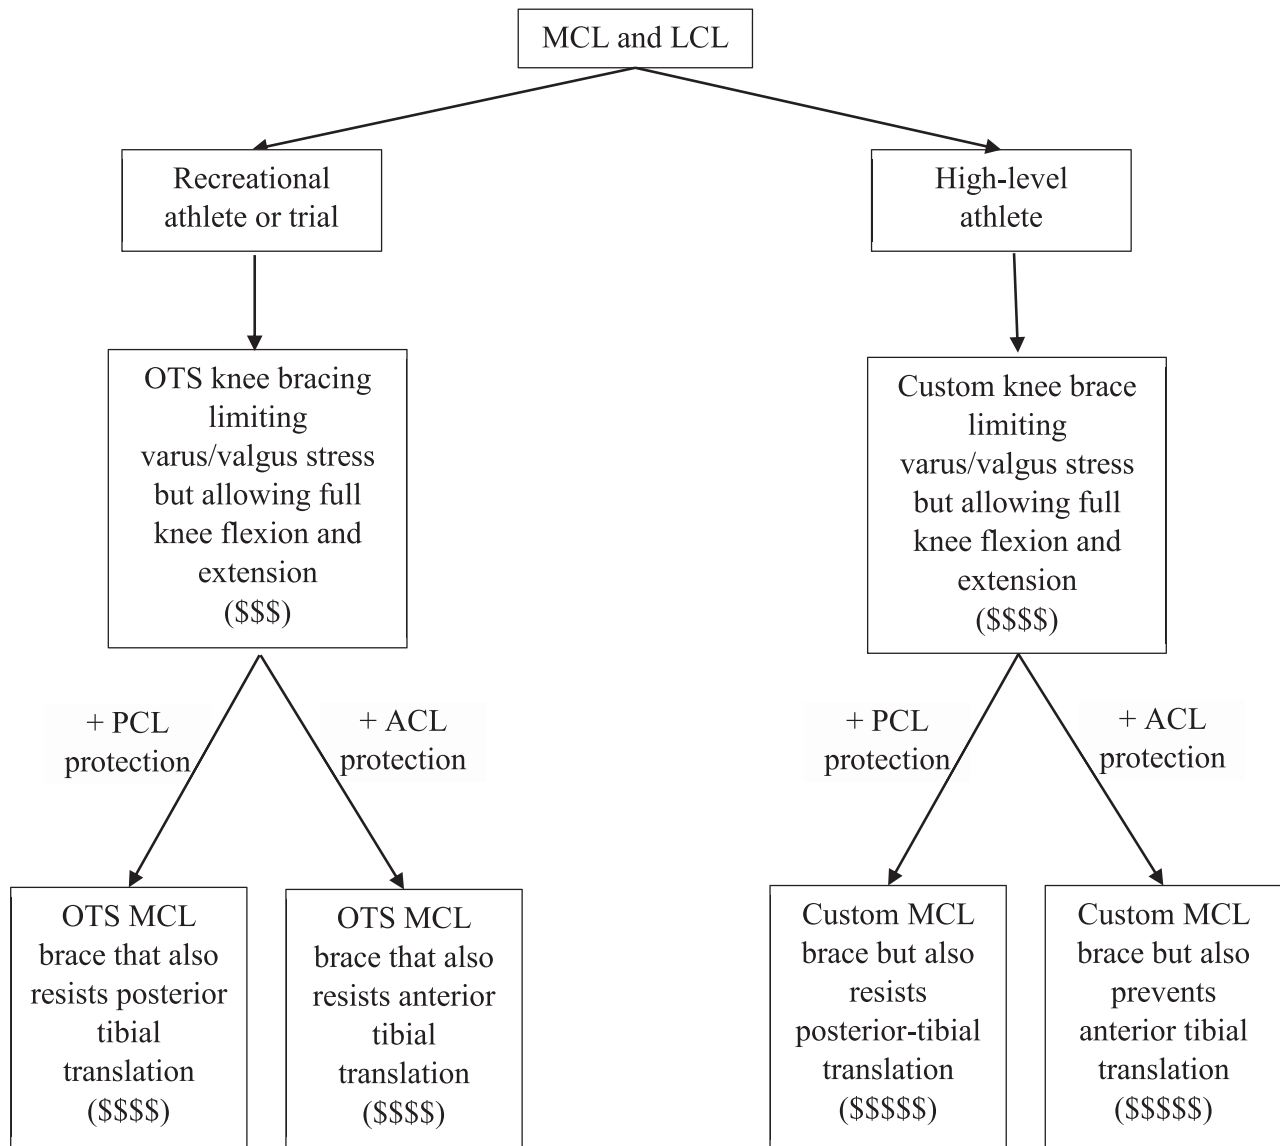 MCL and LCL
Recreational
athlete or trial
High-level
athlete
OTS knee bracing
limiting
varus/valgus stress
but allowing full
knee flexion and
extension
($$$)
Custom knee brace
limiting
varus/valgus stress
but allowing full
knee flexion and
extension
($$$$)
+ PCL
protection
+ ACL
protection
+ PCL
protection
+ ACL
protection
OTS MCL
brace that also
resists posterior
tibial
translation
($$$$)
OTS MCL
brace that also
resists anterior
tibial
translation
($$$$)
Custom MCL
brace but also
resists
posterior-tibial
translation
($$$$$)
Custom MCL
brace but also
prevents
anterior tibial
translation
($$$$$)